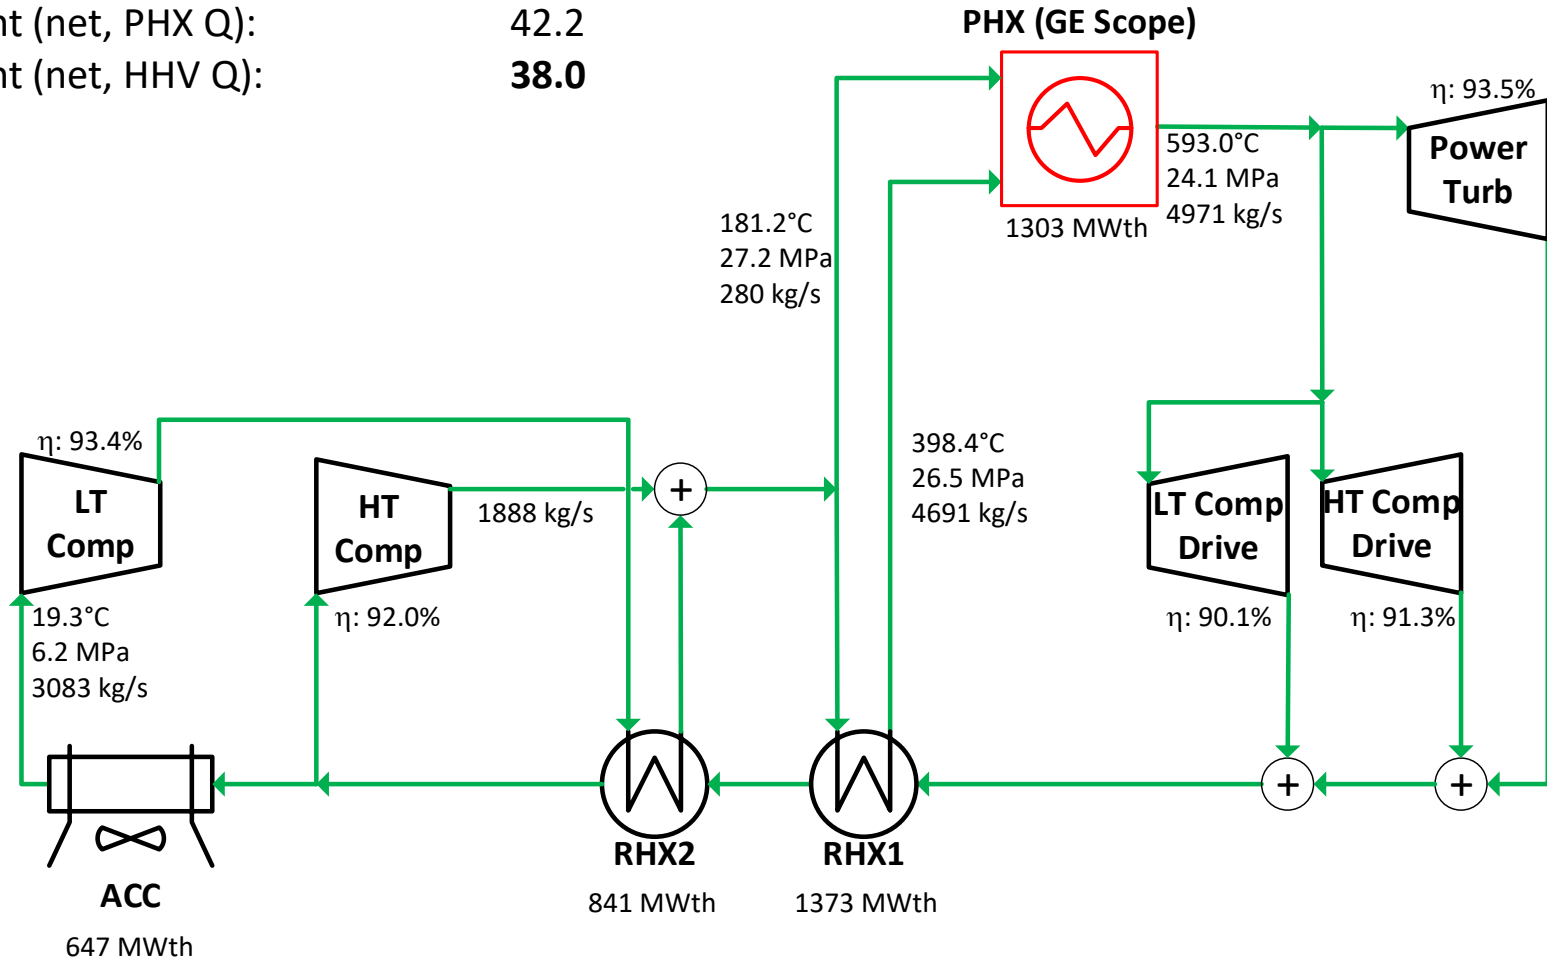 nt (net, PHX Q): 42.2
nt (net, HHV Q): 38.0
PHX (GE Scope)
1303 MWth
593.0°C
24.1 MPa
4971 kg/s
η: 93.5%
Power
Turb
181.2°C
27.2 MPa
280 kg/s
398.4°C
26.5 MPa
4691 kg/s
η: 93.4%
LT
Comp
19.3°C
6.2 MPa
3083 kg/s
HT
Comp
η: 92.0%
1888 kg/s
+
LT Comp
Drive
η: 90.1%
HT Comp
Drive
η: 91.3%
+
+
ACC
647 MWth
RHX2
841 MWth
RHX1
1373 MWth